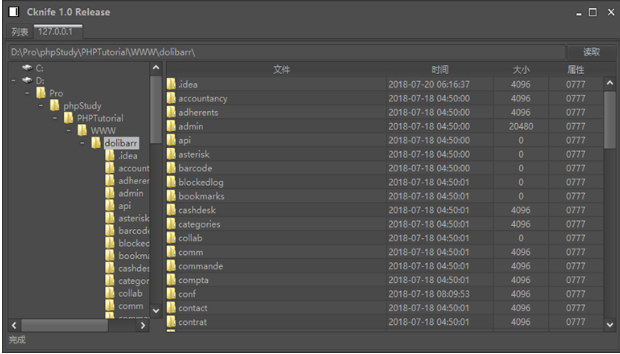 Cknife 1.0 Release
列表 127.0.0.1
D:\Pro\phpStudy\PHPTutorial\WWW\dolibarr\ 读取
C:
D:
Pro
phpStudy
PHPTutorial
WWW
dolibarr
.idea
account
adheren
admin
api
asterisk
barcode
blocked
bookma
cashdes
categor
collab
comm
文件 时间 大小 属性
.idea 2018-07-20 06:16:37 4096 0777
accountancy 2018-07-18 04:50:00 4096 0777
adherents 2018-07-18 04:50:00 4096 0777
admin 2018-07-18 04:50:00 20480 0777
api 2018-07-18 04:50:00 0 0777
asterisk 2018-07-18 04:50:00 0 0777
barcode 2018-07-18 04:50:00 0 0777
blockedlog 2018-07-18 04:50:01 0 0777
bookmarks 2018-07-18 04:50:01 0 0777
cashdesk 2018-07-18 04:50:01 4096 0777
categories 2018-07-18 04:50:01 4096 0777
collab 2018-07-18 04:50:01 0 0777
comm 2018-07-18 04:50:01 4096 0777
commande 2018-07-18 04:50:01 4096 0777
compta 2018-07-18 04:50:01 4096 0777
conf 2018-07-18 08:09:53 4096 0777
contact 2018-07-18 04:50:01 4096 0777
contrat 2018-07-18 04:50:01 4096 0777
完成